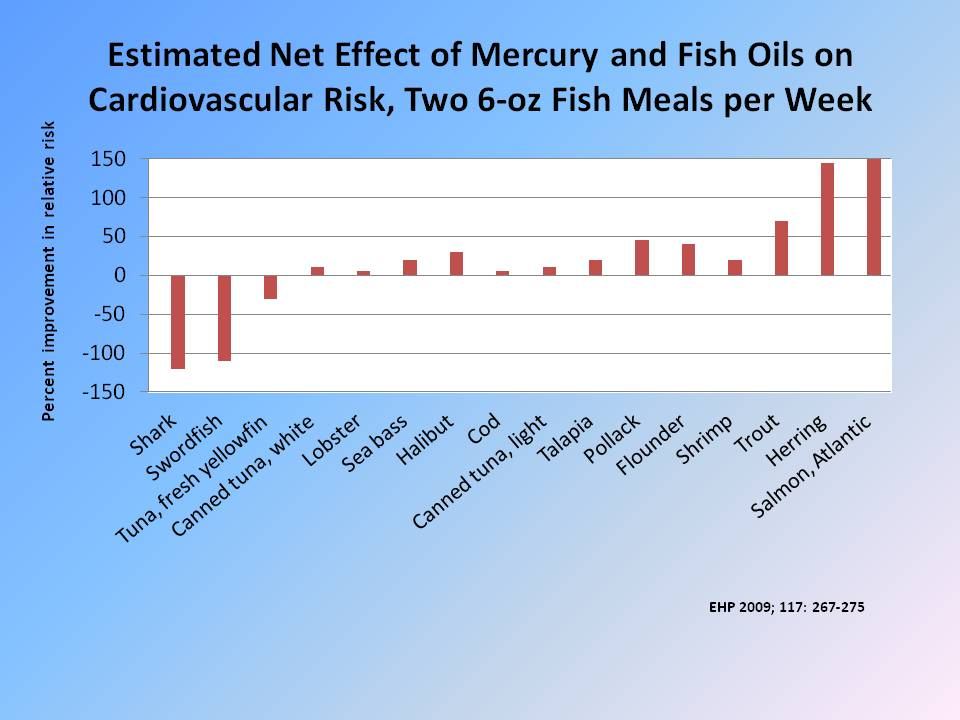 Estimated Net Effect of Mercury and Fish Oils on
Cardiovascular Risk, Two 6-oz Fish Meals per Week
Percent improvement in relative risk
150
100
50
0
-50
-100
-150
Shark
Swordfish
Tuna, fresh yellowfin
Canned tuna, white
Lobster
Sea bass
Halibut
Cod
Canned tuna, light
Talapia
Pollack
Flounder
Shrimp
Trout
Herring
Salmon, Atlantic
EHP 2009; 117: 267-275